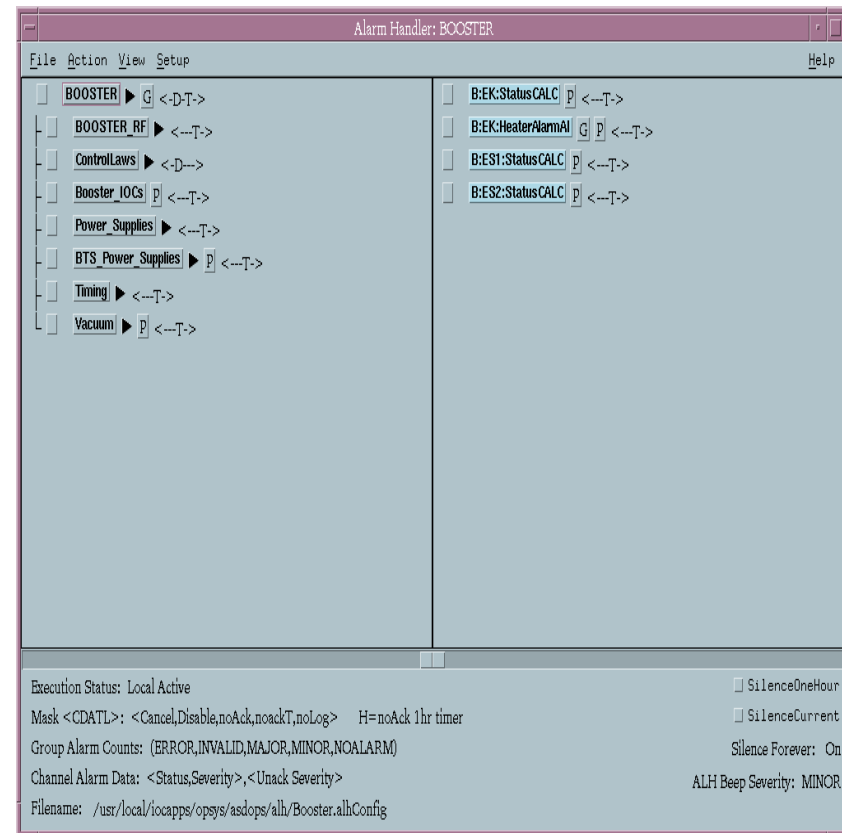 Alarm Handler: BOOSTER
File Action View Setup Help
BOOSTER G <-D-T->
BOOSTER_RF <---T->
ControlLaws <-D--->
Booster_IOCs P <---T->
Power_Supplies <---T->
BTS_Power_Supplies P <---T->
Timing <---T->
Vacuum P <---T->
B:EK:StatusCALC P <---T->
B:EK:HeaterAlarmAI G P <---T->
B:ES1:StatusCALC P <---T->
B:ES2:StatusCALC P <---T->
Execution Status: Local Active
Mask <CDATL>: <Cancel,Disable,noAck,noackT,noLog> H=noAck 1hr timer
Group Alarm Counts: (ERROR,INVALID,MAJOR,MINOR,NOALARM)
Channel Alarm Data: <Status,Severity>,<Unack Severity>
Filename: /usr/local/iocapps/opsys/asdops/alh/Booster.alhConfig
SilenceOneHour
SilenceCurrent
Silence Forever: On
ALH Beep Severity: MINOR